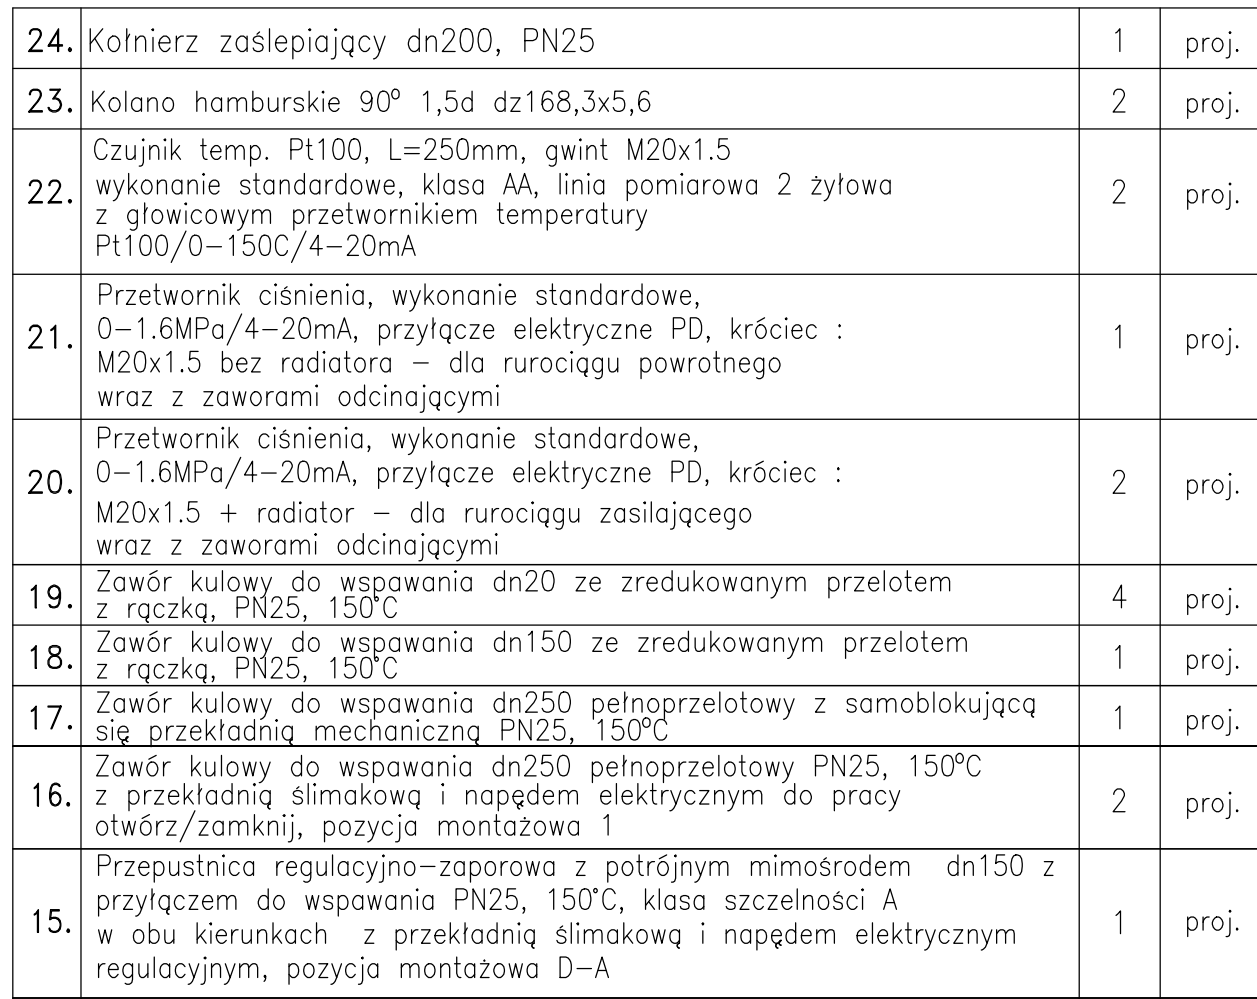 24. Kołnierz zaślepiający dn200, PN25 1 proj.
23. Kolano hamburskie 90º 1,5d dz168,3x5,6 2 proj.
Czujnik temp. Pt100, L=250mm, gwint M20x1.5
wykonanie standardowe, klasa AA, linia pomiarowa 2 żyłowa
22. z głowicowym przetwornikiem temperatury 2 proj.
Pt100/0−150C/4−20mA
Przetwornik ciśnienia, wykonanie standardowe,
21. 0−1.6MPa/4−20mA, przyłącze elektryczne PD, króciec : 1 proj.
M20x1.5 bez radiatora − dla rurociągu powrotnego
wraz z zaworami odcinającymi
Przetwornik ciśnienia, wykonanie standardowe,
20. 0−1.6MPa/4−20mA, przyłącze elektryczne PD, króciec : 2 proj.
M20x1.5 + radiator − dla rurociągu zasilającego
wraz z zaworami odcinającymi
19. Zawór kulowy do wspawania dn20 ze zredukowanym przelotem 4 proj.
z rączką, PN25, 150°C
18. Zawór kulowy do wspawania dn150 ze zredukowanym przelotem 1 proj.
z rączką, PN25, 150°C
17. Zawór kulowy do wspawania dn250 pełnoprzelotowy z samoblokującą 1 proj.
się przekładnią mechaniczną PN25, 150ºC
Zawór kulowy do wspawania dn250 pełnoprzelotowy PN25, 150ºC
16. z przekładnią ślimakową i napędem elektrycznym do pracy 2 proj.
otwórz/zamknij, pozycja montażowa 1
Przepustnica regulacyjno−zaporowa z potrójnym mimośrodem dn150 z
przyłączem do wspawania PN25, 150°C, klasa szczelności A
15. w obu kierunkach z przekładnią ślimakową i napędem elektrycznym 1 proj.
regulacyjnym, pozycja montażowa D−A